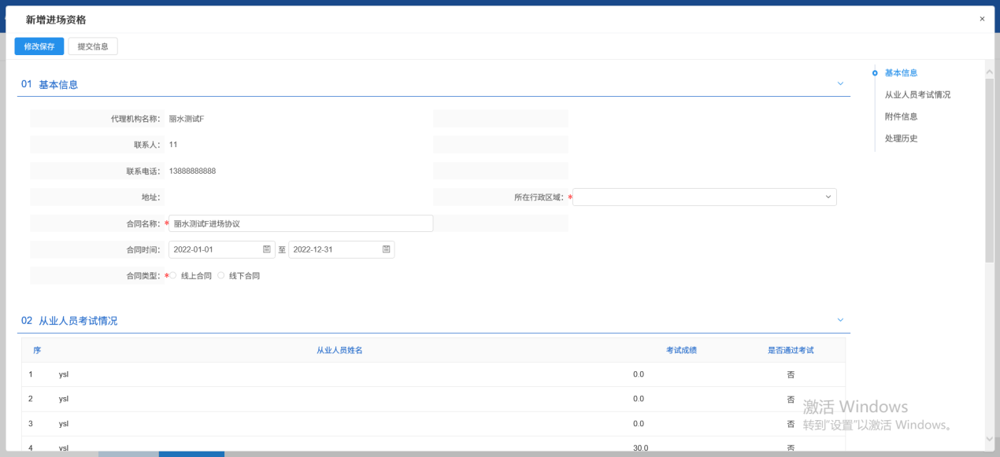 新增进场资格
×
修改保存 提交信息
01 基本信息
代理机构名称： 丽水测试F
联系人： 11
联系电话： 13888888888
地址： 所在行政区域：*
合同名称：* 丽水测试F进场协议
合同时间： 2022-01-01 至 2022-12-31
合同类型：* 线上合同 线下合同
02 从业人员考试情况
序 从业人员姓名 考试成绩 是否通过考试
1 ysl 0.0 否
2 ysl 0.0 否
3 ysl 0.0 否
4 ysl 30.0 否
基本信息
从业人员考试情况
附件信息
处理历史
激活 Windows
转到"设置"以激活 Windows。